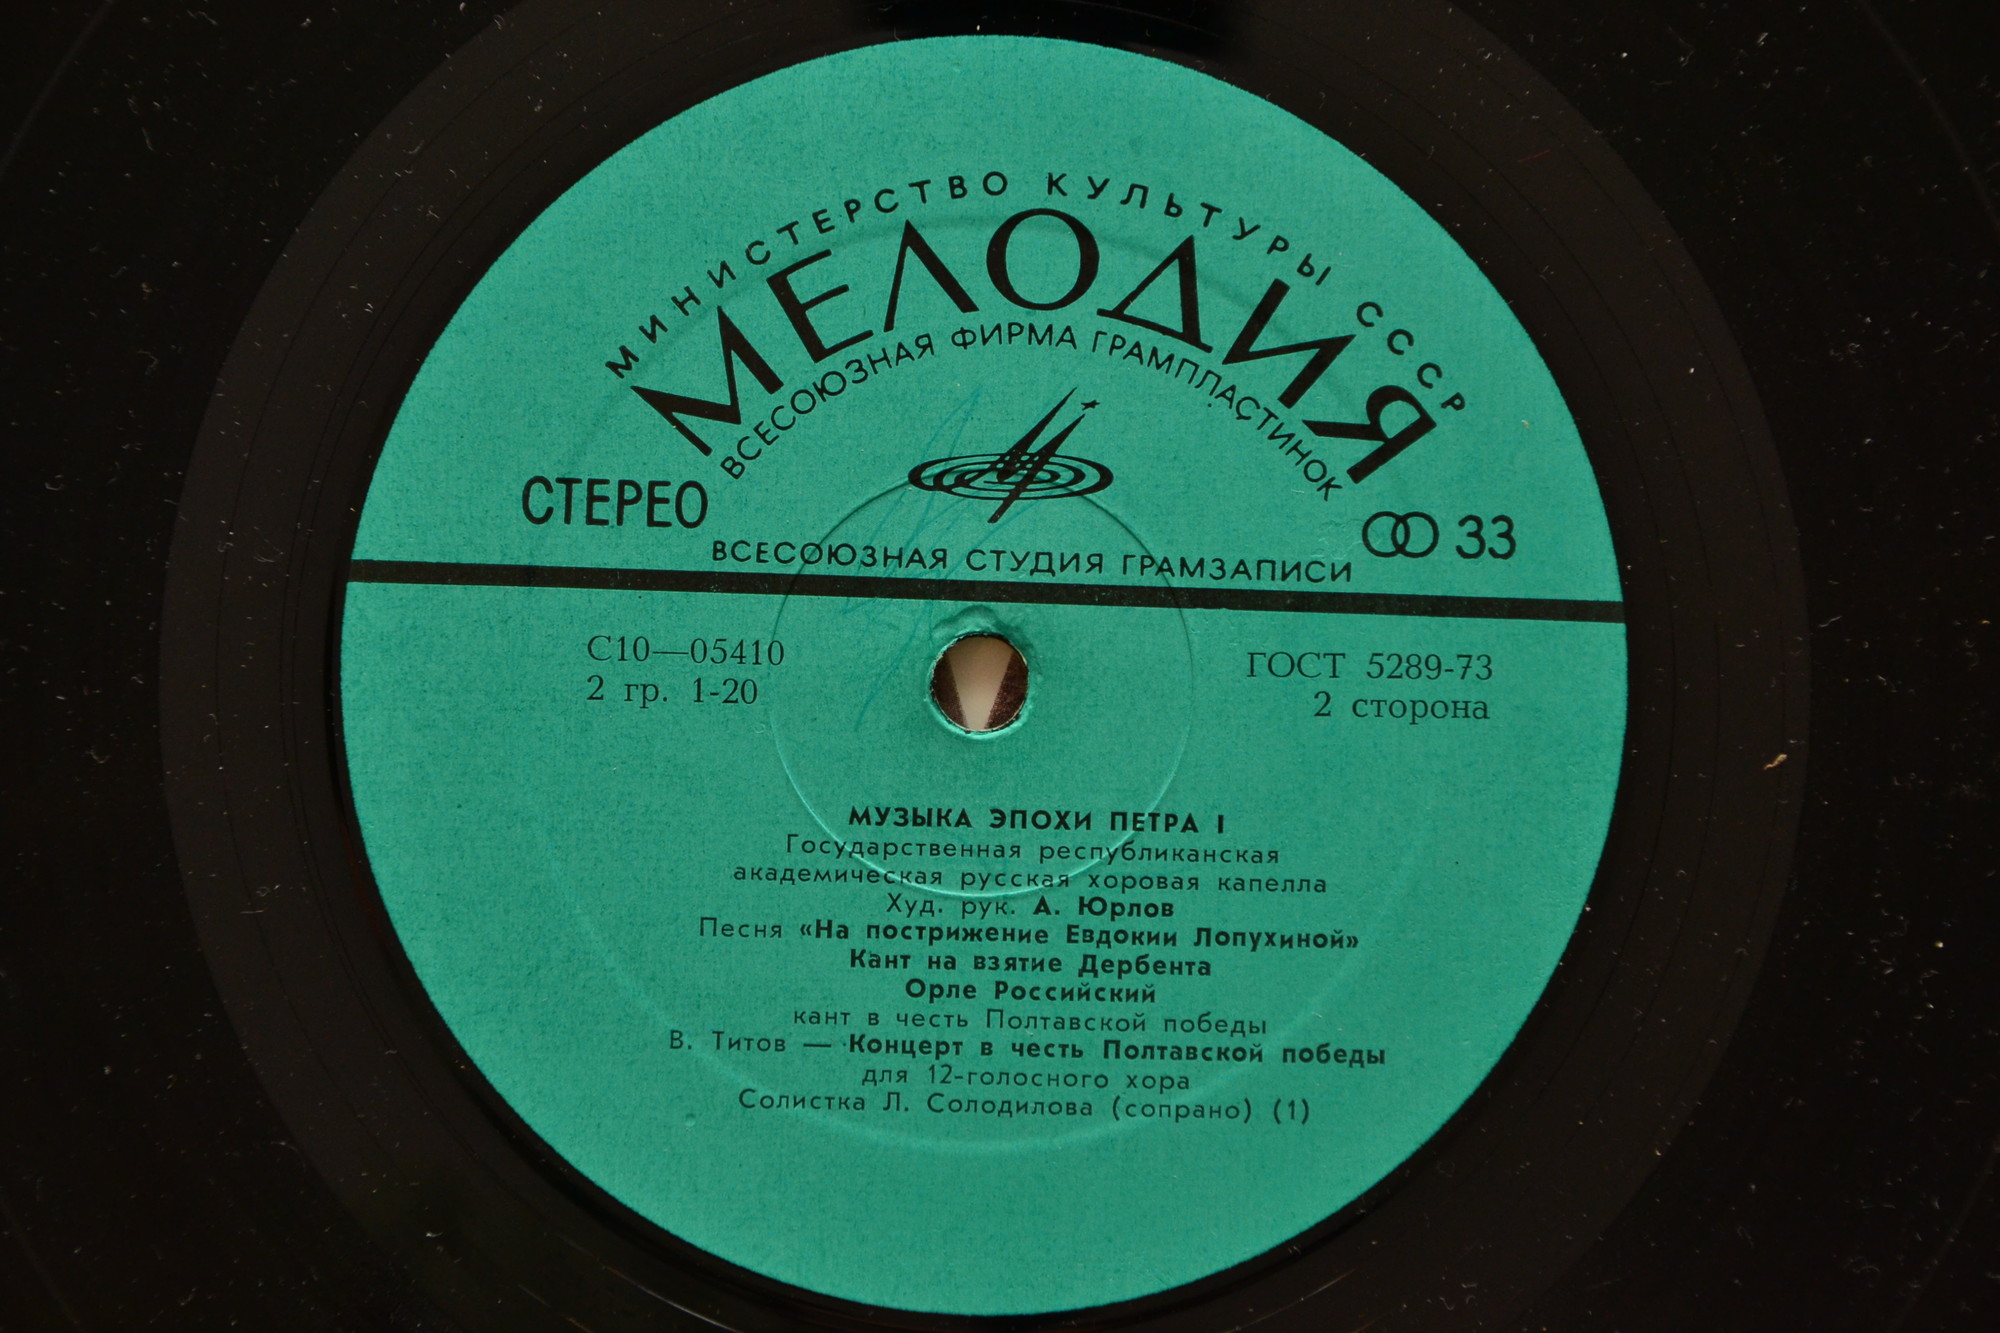 МИНИСТЕРСТВО КУЛЬТУРЫ СССР
МЕЛОДИЯ
ВСЕСОЮЗНАЯ ФИРМА ГРАМПЛАСТИНОК
СТЕРЕО
33
ВСЕСОЮЗНАЯ СТУДИЯ ГРАМЗАПИСИ
С10—05410
ГОСТ 5289-73
2 гр. 1-20
2 сторона
МУЗЫКА ЭПОХИ ПЕТРА I
Государственная республиканская
академическая русская хоровая капелла
Худ. рук. А. Юрлов
Песня «На пострижение Евдокии Лопухиной»
Кант на взятие Дербента
Орле Российский
кант в честь Полтавской победы
В. Титов — Концерт в честь Полтавской победы
для 12-голосного хора
Солистка Л. Солодилова (сопрано) (1)